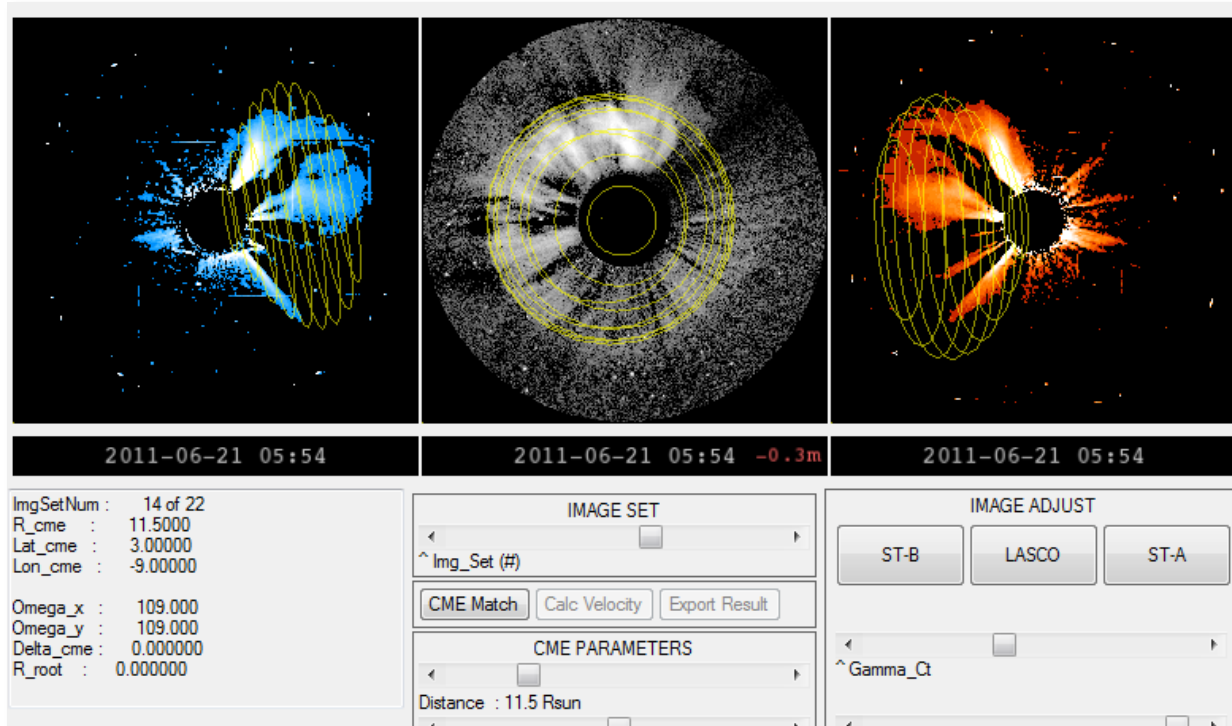 2011-06-21 05:54
2011-06-21 05:54 -0.3m
2011-06-21 05:54
ImgSetNum : 14 of 22
R_cme : 11.5000
Lat_cme : 3.00000
Lon_cme : -9.00000
Omega_x : 109.000
Omega_y : 109.000
Delta_cme : 0.000000
R_root : 0.000000
IMAGE SET
^ Img_Set (#)
CME Match Calc Velocity Export Result
CME PARAMETERS
Distance : 11.5 Rsun
IMAGE ADJUST
ST-B LASCO ST-A
^ Gamma_Ct